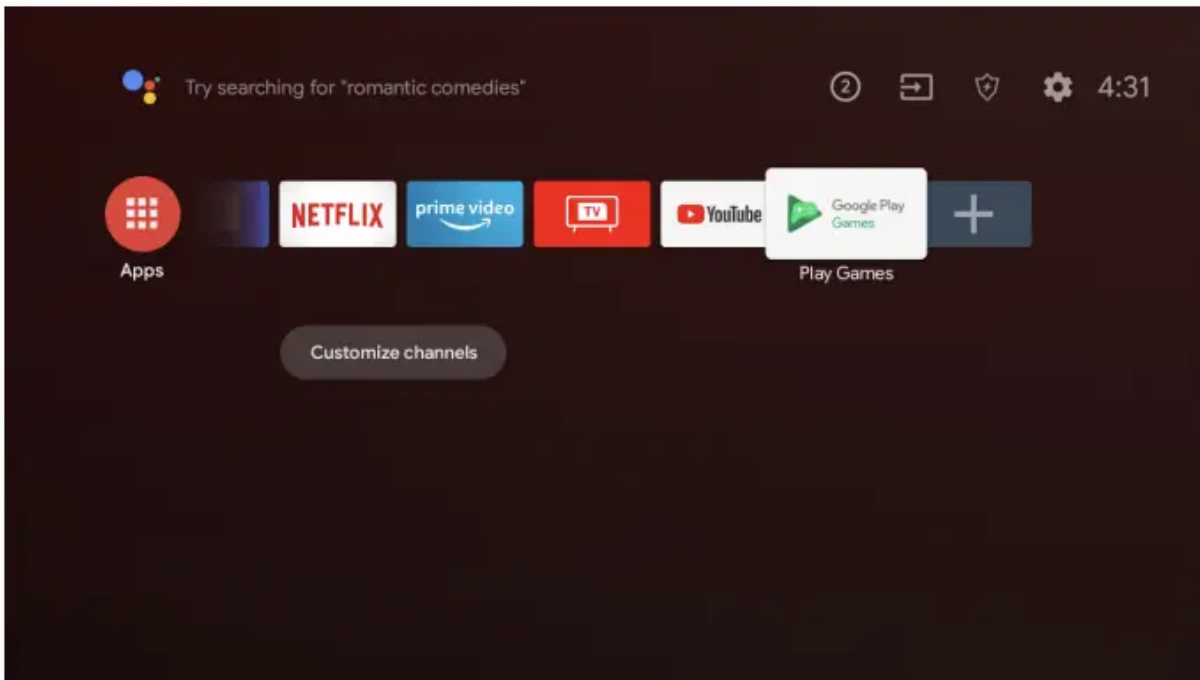 Try searching for "romantic comedies"
2
4:31
NETFLIX
prime video
TV
YouTube
Google Play
Games
Apps
Play Games
Customize channels